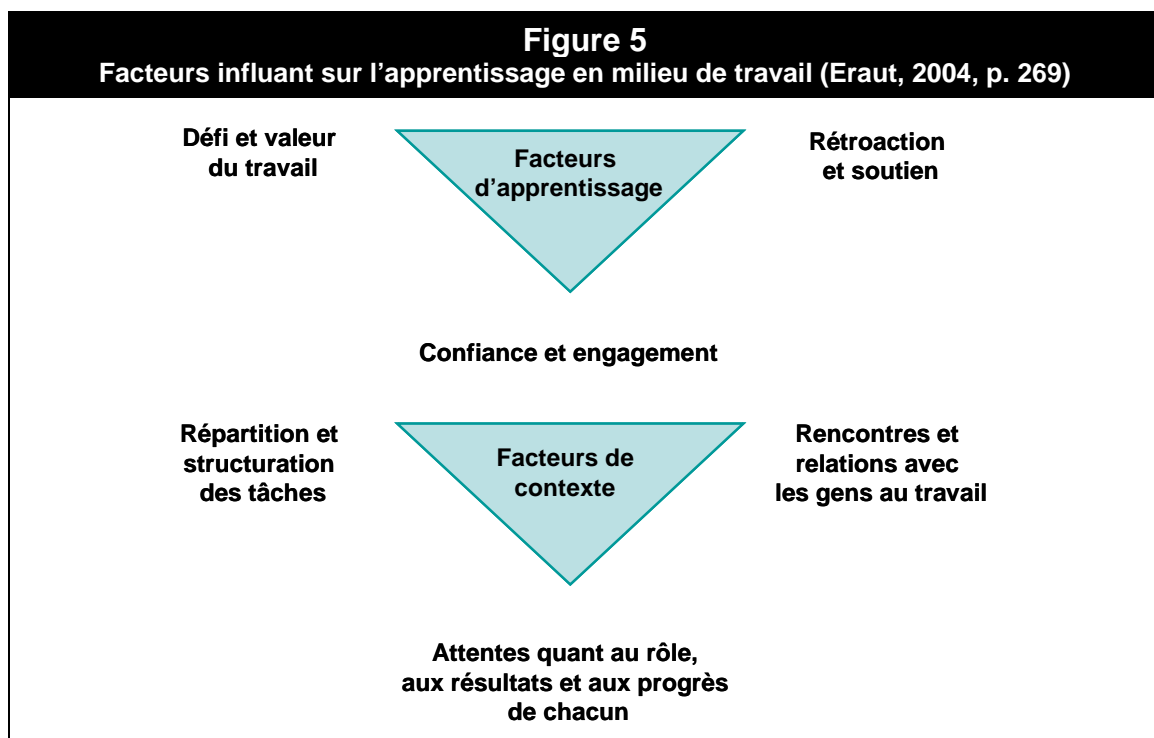 Figure 5
Facteurs influant sur l’apprentissage en milieu de travail (Eraut, 2004, p. 269)
Défi et valeur
du travail
Facteurs
d’apprentissage
Rétroaction
et soutien
Confiance et engagement
Répartition et
structuration
des tâches
Facteurs de
contexte
Rencontres et
relations avec
les gens au travail
Attentes quant au rôle,
aux résultats et aux progrès
de chacun